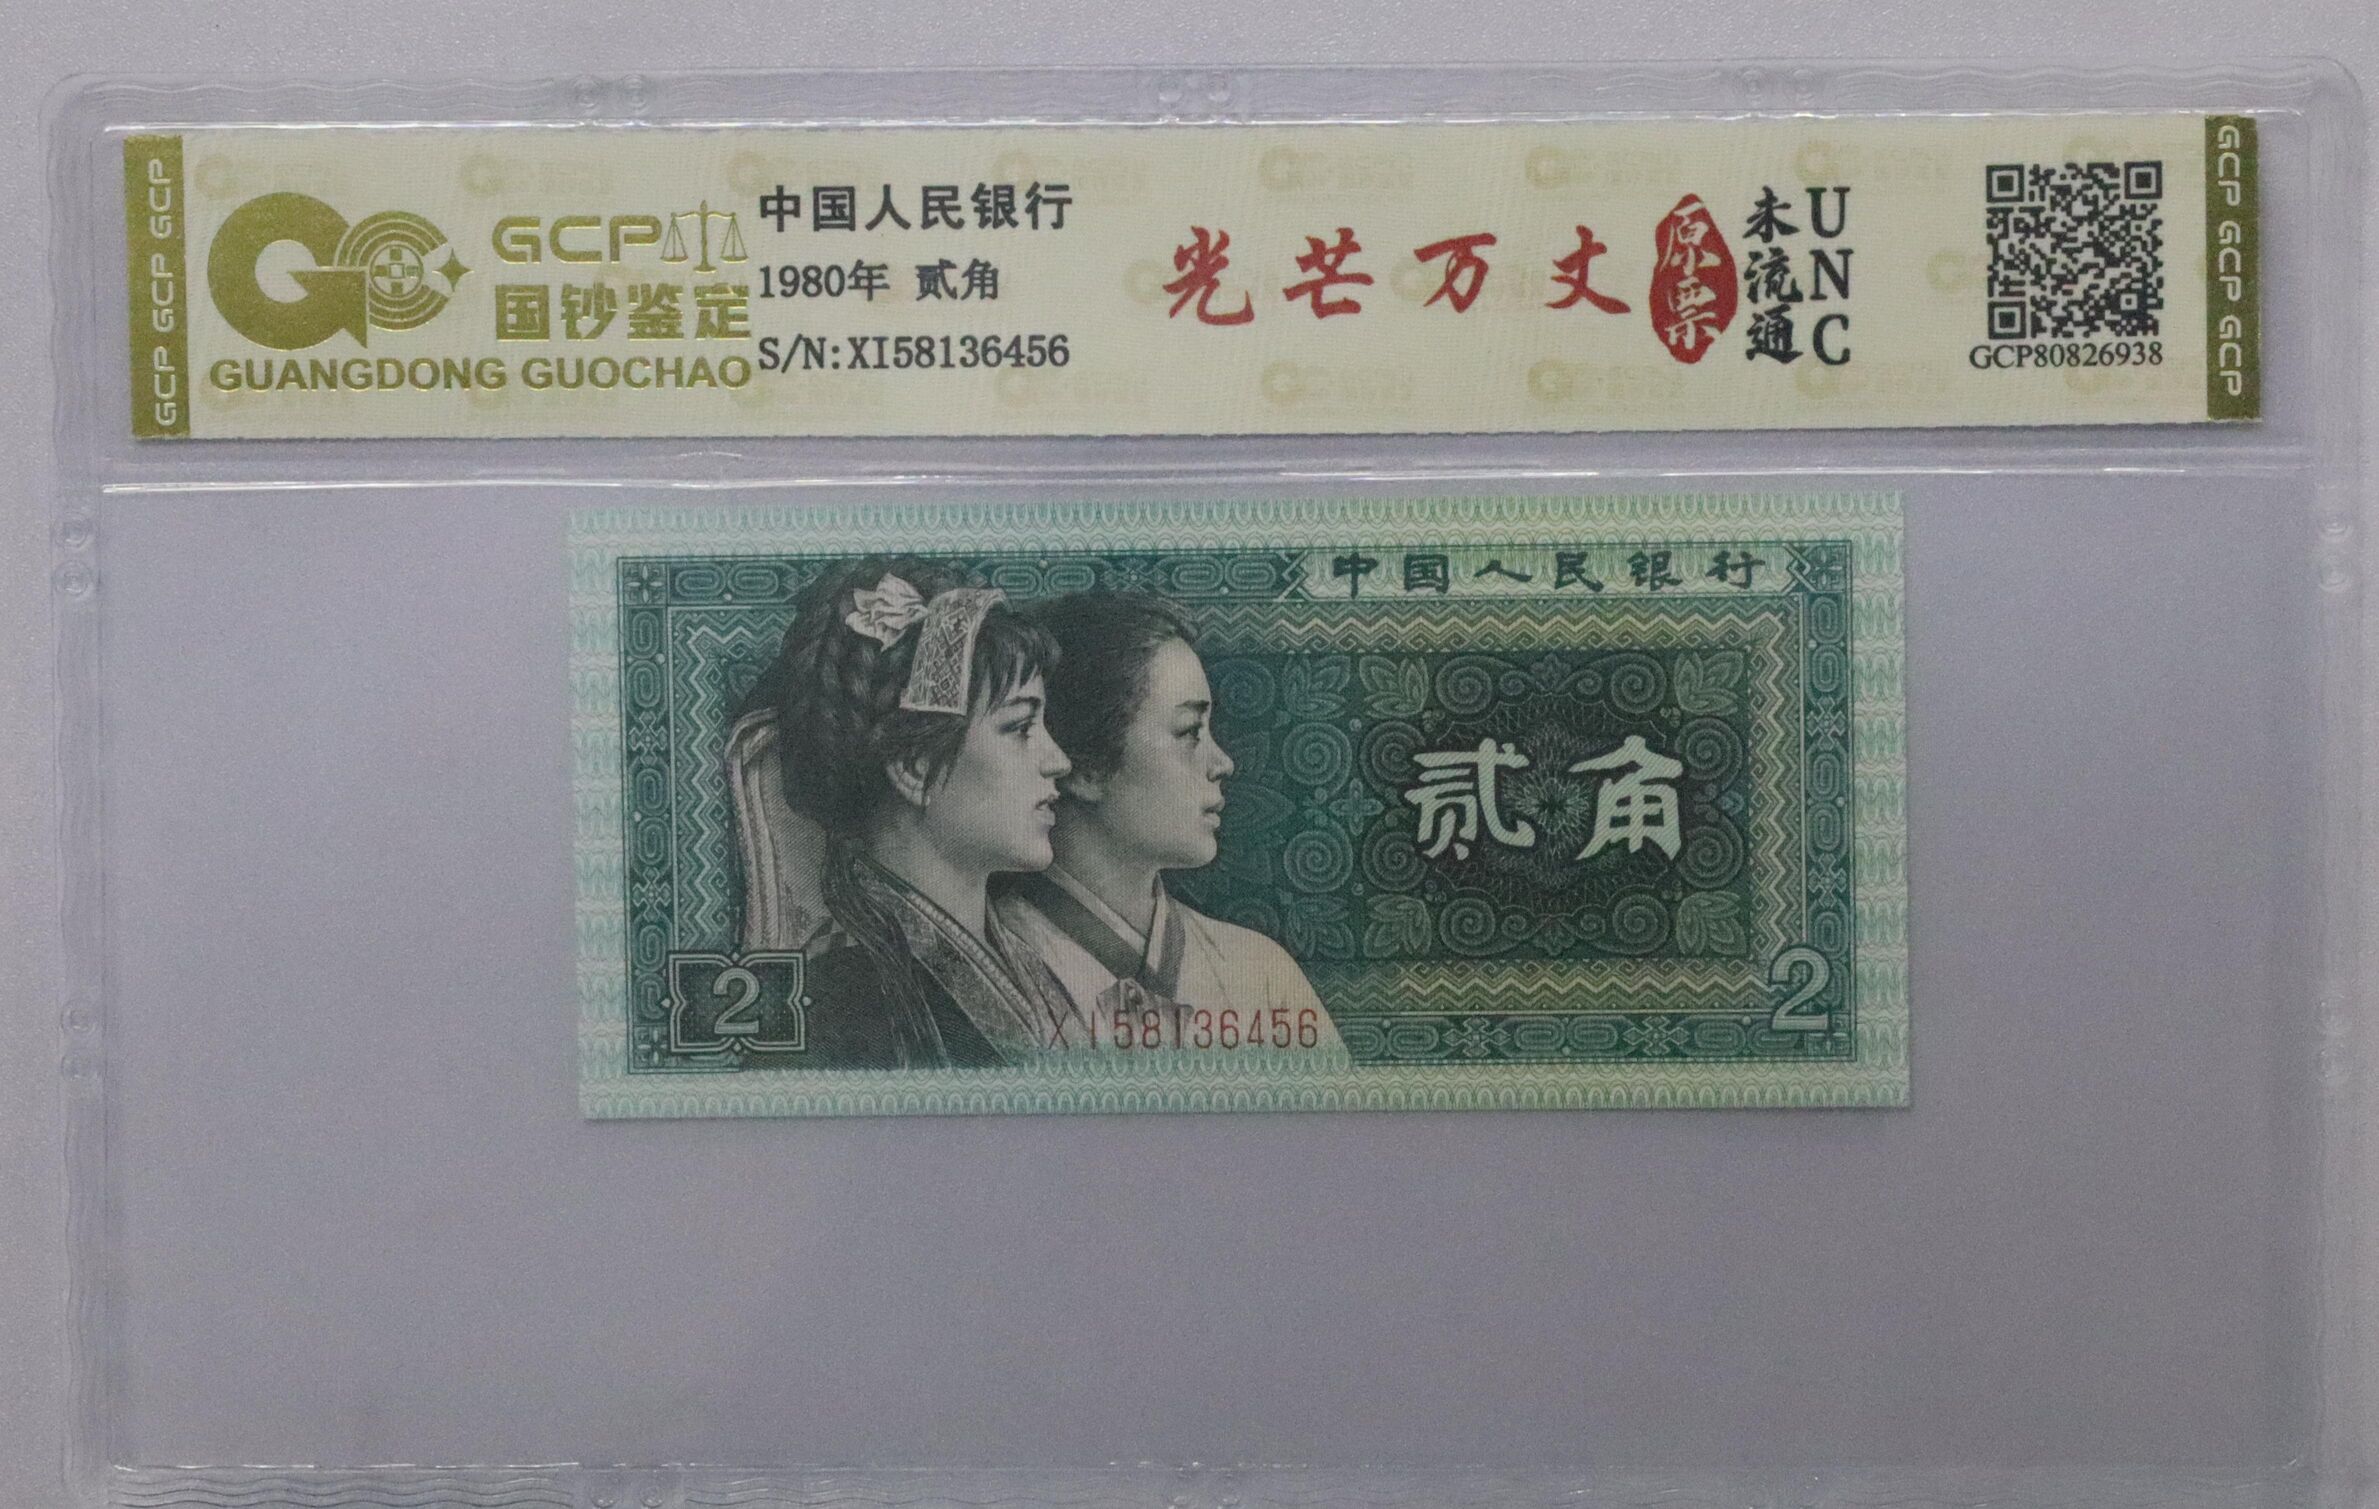 GCP GCP GCP
GCP
国钞鉴定
GUANGDONG GUOCHAO
中国人民银行
1980年 贰角
S/N:XI58136456
光芒万丈
原票
未流通
UNC
GCP80826938
GCP GCP GCP
中国人民银行
贰角
2
2
XI58136456